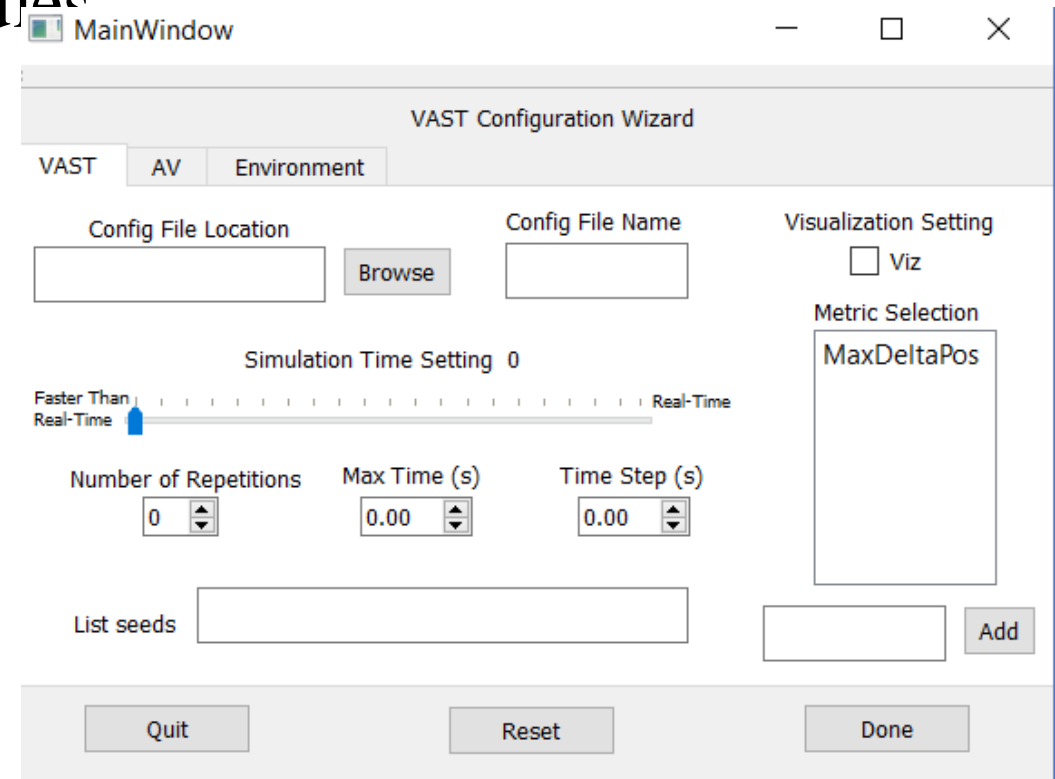 MainWindow
VAST Configuration Wizard
VAST AV Environment
Config File Location
Browse
Config File Name
Visualization Setting
Viz
Metric Selection
MaxDeltaPos
Simulation Time Setting 0
Faster Than
Real-Time
Real-Time
Number of Repetitions Max Time (s) Time Step (s)
0 0.00 0.00
List seeds
Add
Quit Reset Done